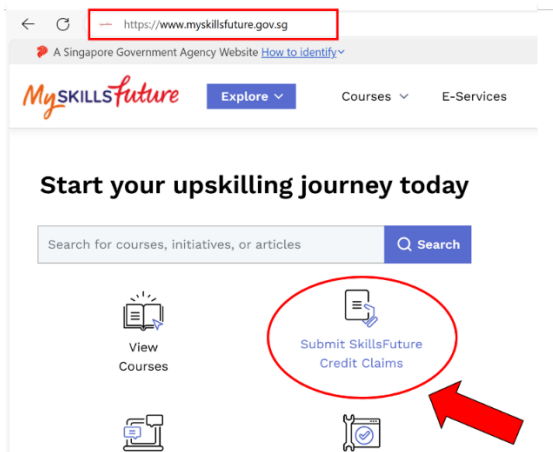 https://www.myskillsfuture.gov.sg
A Singapore Government Agency Website How to identify
MySKILLSfuture Explore Courses E-Services
Start your upskilling journey today
Search for courses, initiatives, or articles Search
View
Courses
Submit SkillsFuture
Credit Claims